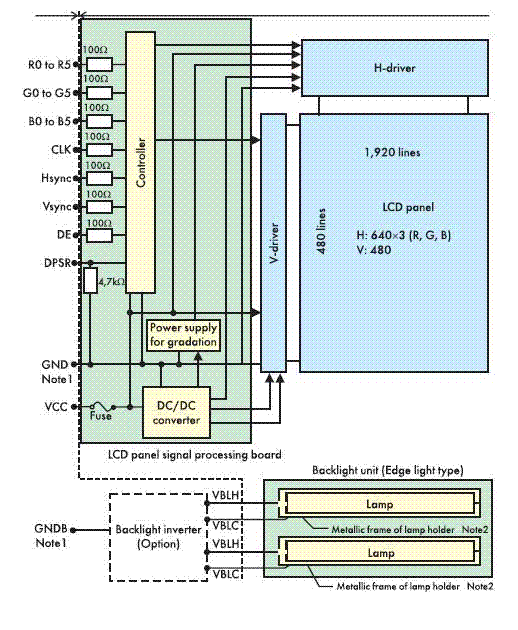 100Ω
R0 to R5
100Ω
G0 to G5
100Ω
B0 to B5
100Ω
CLK
100Ω
Hsync
100Ω
Vsync
100Ω
DE
DPSR
4,7kΩ
Controller
H-driver
1,920 lines
480 lines
LCD panel
H: 640×3 (R, G, B)
V: 480
V-driver
Power supply
for gradation
GND
Note1
VCC
Fuse
DC/DC
converter
LCD panel signal processing board
Backlight unit (Edge light type)
GNDB
Note1
Backlight inverter
(Option)
VBLH
VBLC
VBLH
VBLC
Lamp
Metallic frame of lamp holder Note2
Lamp
Metallic frame of lamp holder Note2